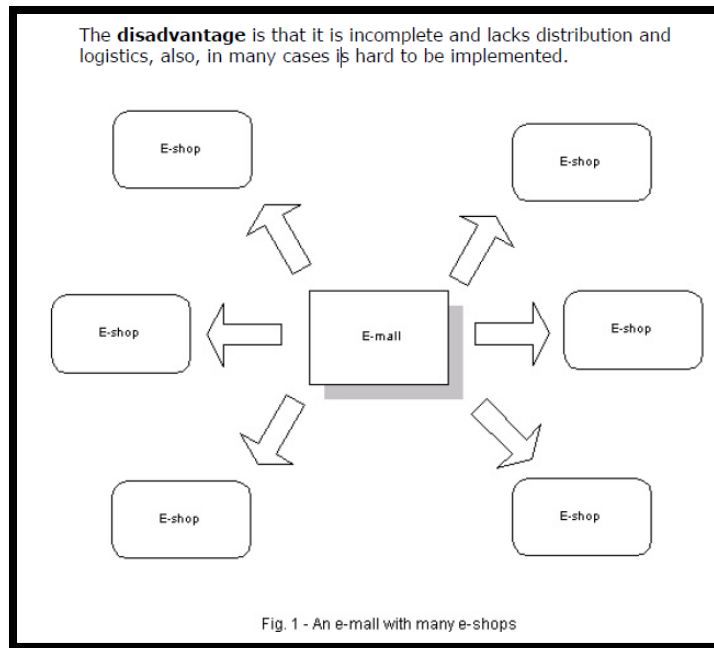 The disadvantage is that it is incomplete and lacks distribution and
logistics, also, in many cases is hard to be implemented.
E-shop
E-shop
E-shop
E-mall
E-shop
E-shop
E-shop
Fig. 1 - An e-mall with many e-shops